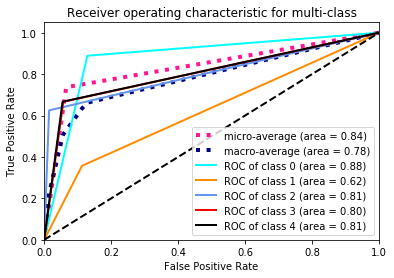 Receiver operating characteristic for multi-class
True Positive Rate
1.0
0.8
0.6
0.4
0.2
0.0
micro-average (area = 0.84)
macro-average (area = 0.78)
ROC of class 0 (area = 0.88)
ROC of class 1 (area = 0.62)
ROC of class 2 (area = 0.81)
ROC of class 3 (area = 0.80)
ROC of class 4 (area = 0.81)
0.0 0.2 0.4 0.6 0.8 1.0
False Positive Rate